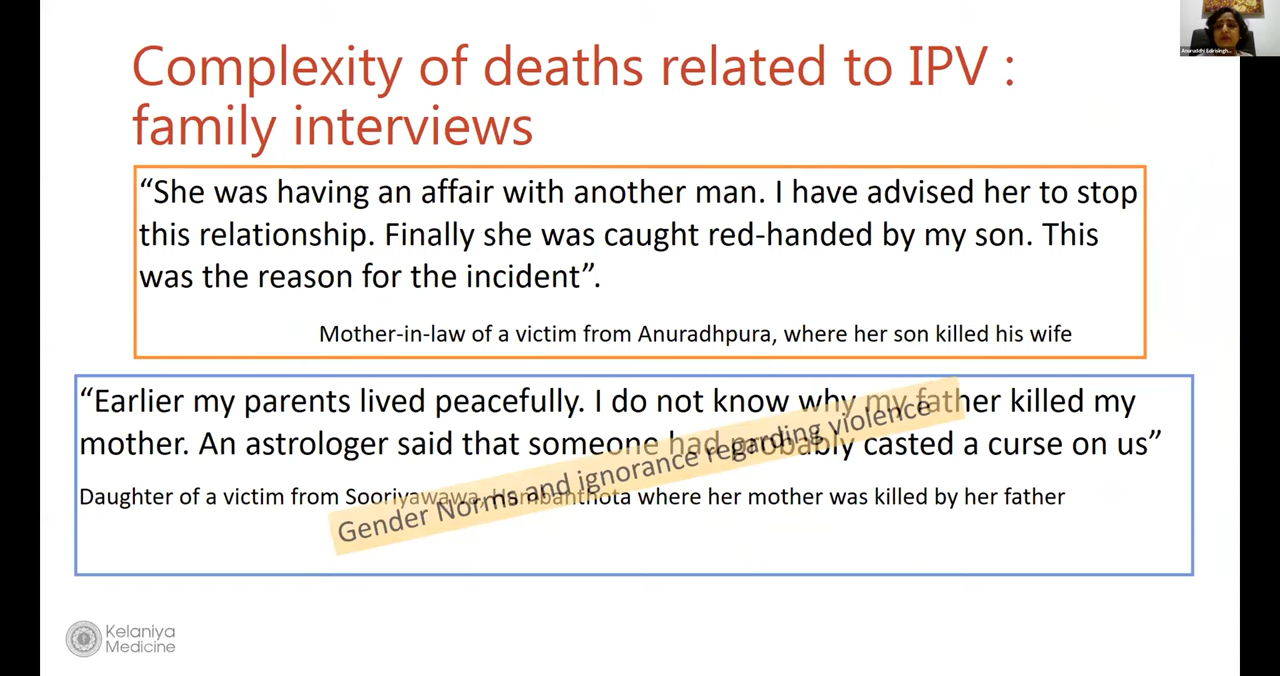 Anuruddhi Edirisingh...
Complexity of deaths related to IPV :
family interviews
“She was having an affair with another man. I have advised her to stop
this relationship. Finally she was caught red-handed by my son. This
was the reason for the incident”.
Mother-in-law of a victim from Anuradhpura, where her son killed his wife
“Earlier my parents lived peacefully. I do not know why my father killed my
mother. An astrologer said that someone had probably casted a curse on us”
Daughter of a victim from Sooriyawawa, Hambanthota where her mother was killed by her father
Gender Norms and ignorance regarding violence
Kelaniya
Medicine